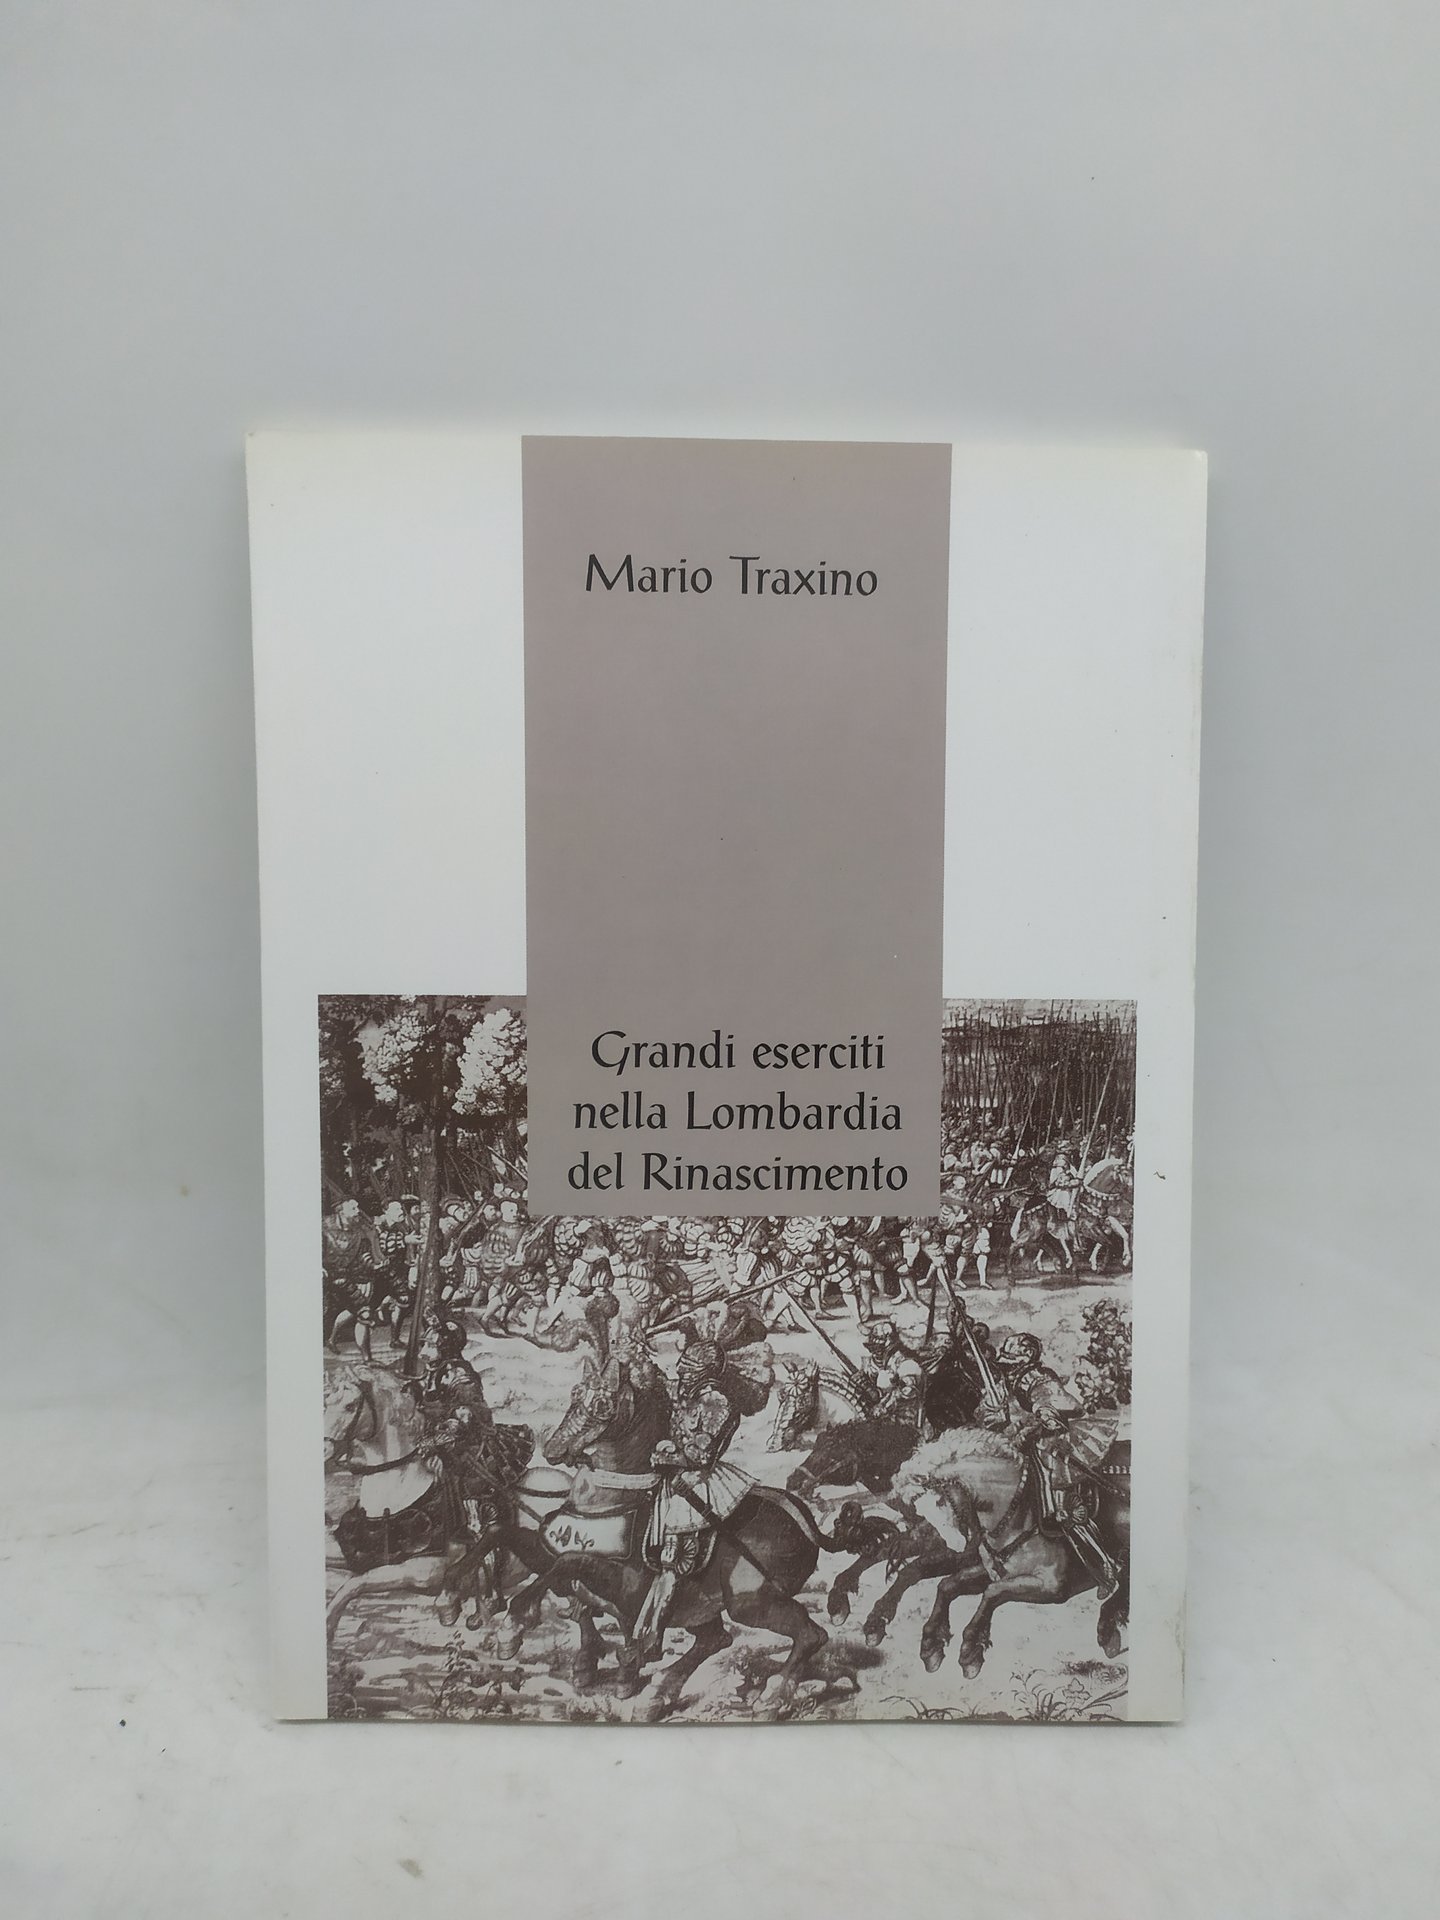 Mario Traxino
Grandi eserciti
nella Lombardia
del Rinascimento